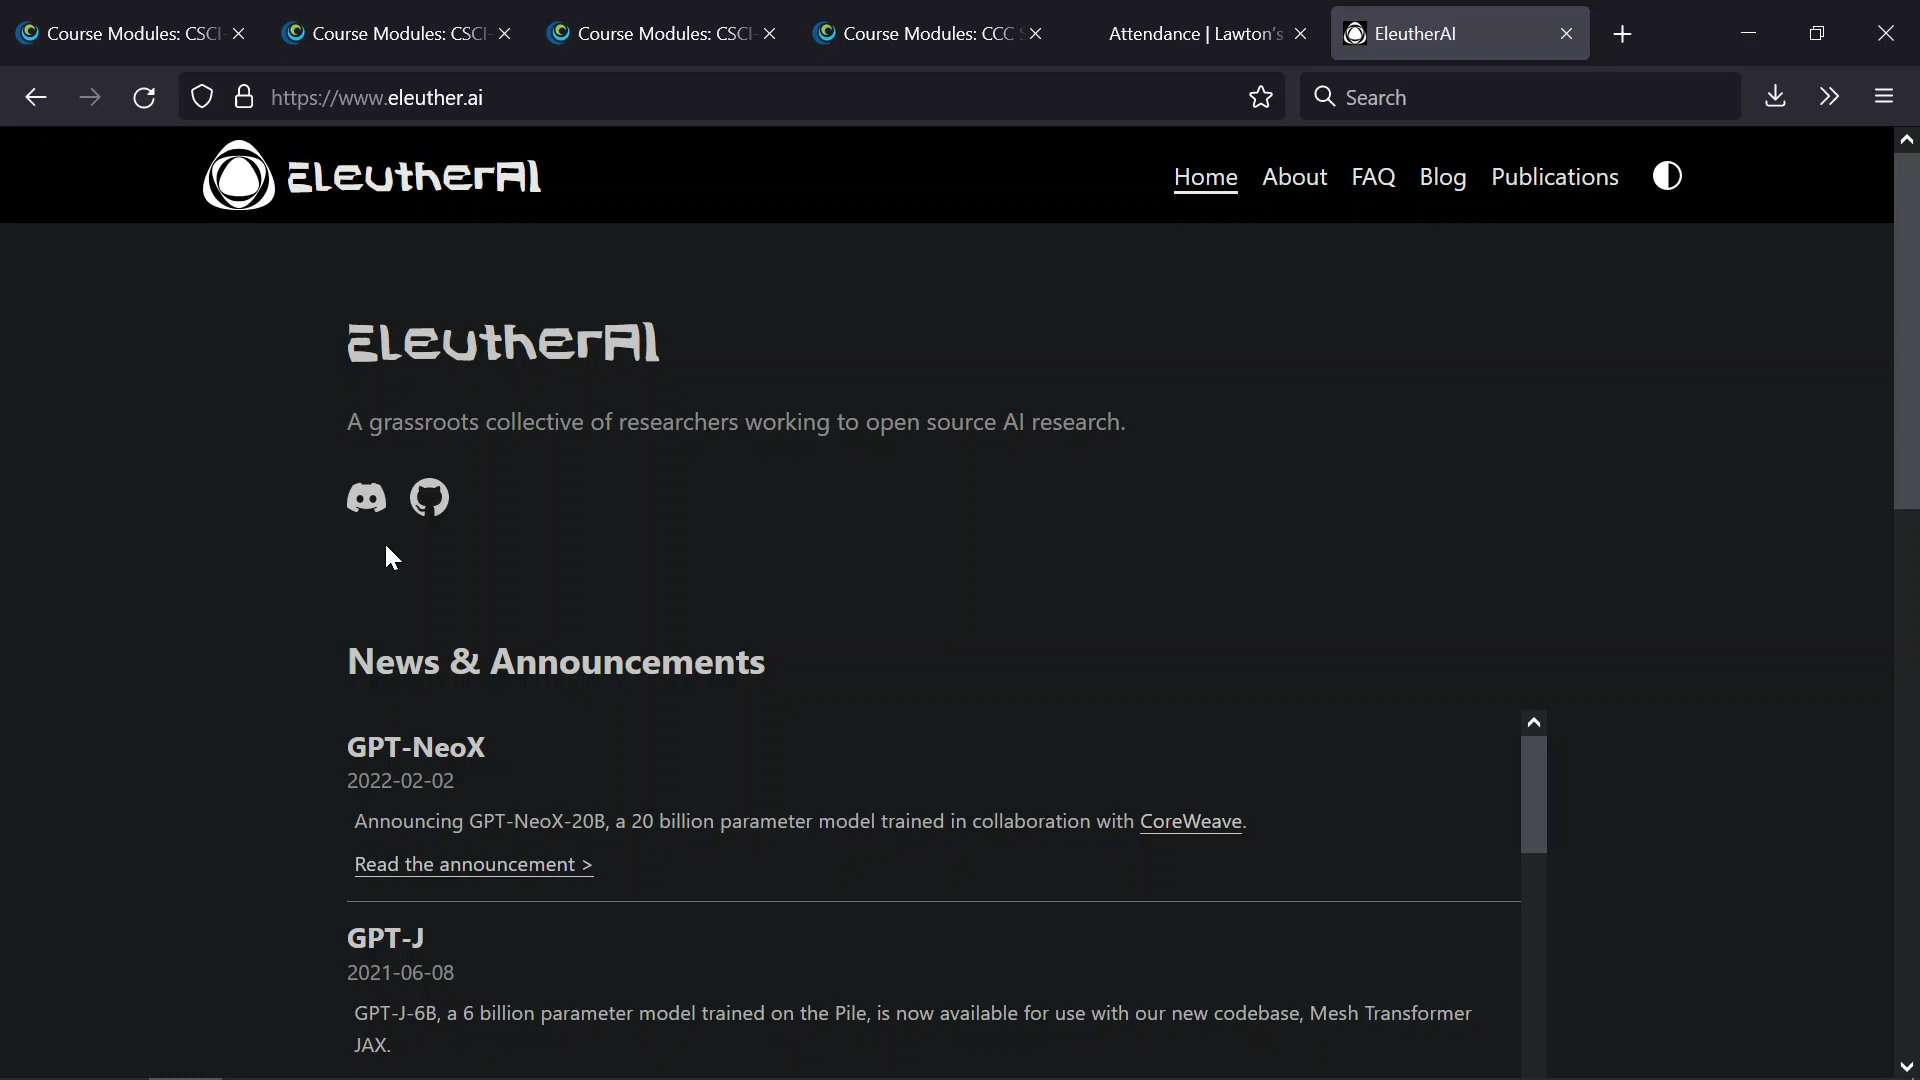 Course Modules: CSCI-
Course Modules: CSCI-
Course Modules: CSCI-
Course Modules: CCC S
Attendance | Lawton's
EleutherAI
https://www.eleuther.ai
Search
EleutherAI
Home
About
FAQ
Blog
Publications
EleutherAI
A grassroots collective of researchers working to open source AI research.
News & Announcements
GPT-NeoX
2022-02-02
Announcing GPT-NeoX-20B, a 20 billion parameter model trained in collaboration with CoreWeave.
Read the announcement >
GPT-J
2021-06-08
GPT-J-6B, a 6 billion parameter model trained on the Pile, is now available for use with our new codebase, Mesh Transformer
JAX.